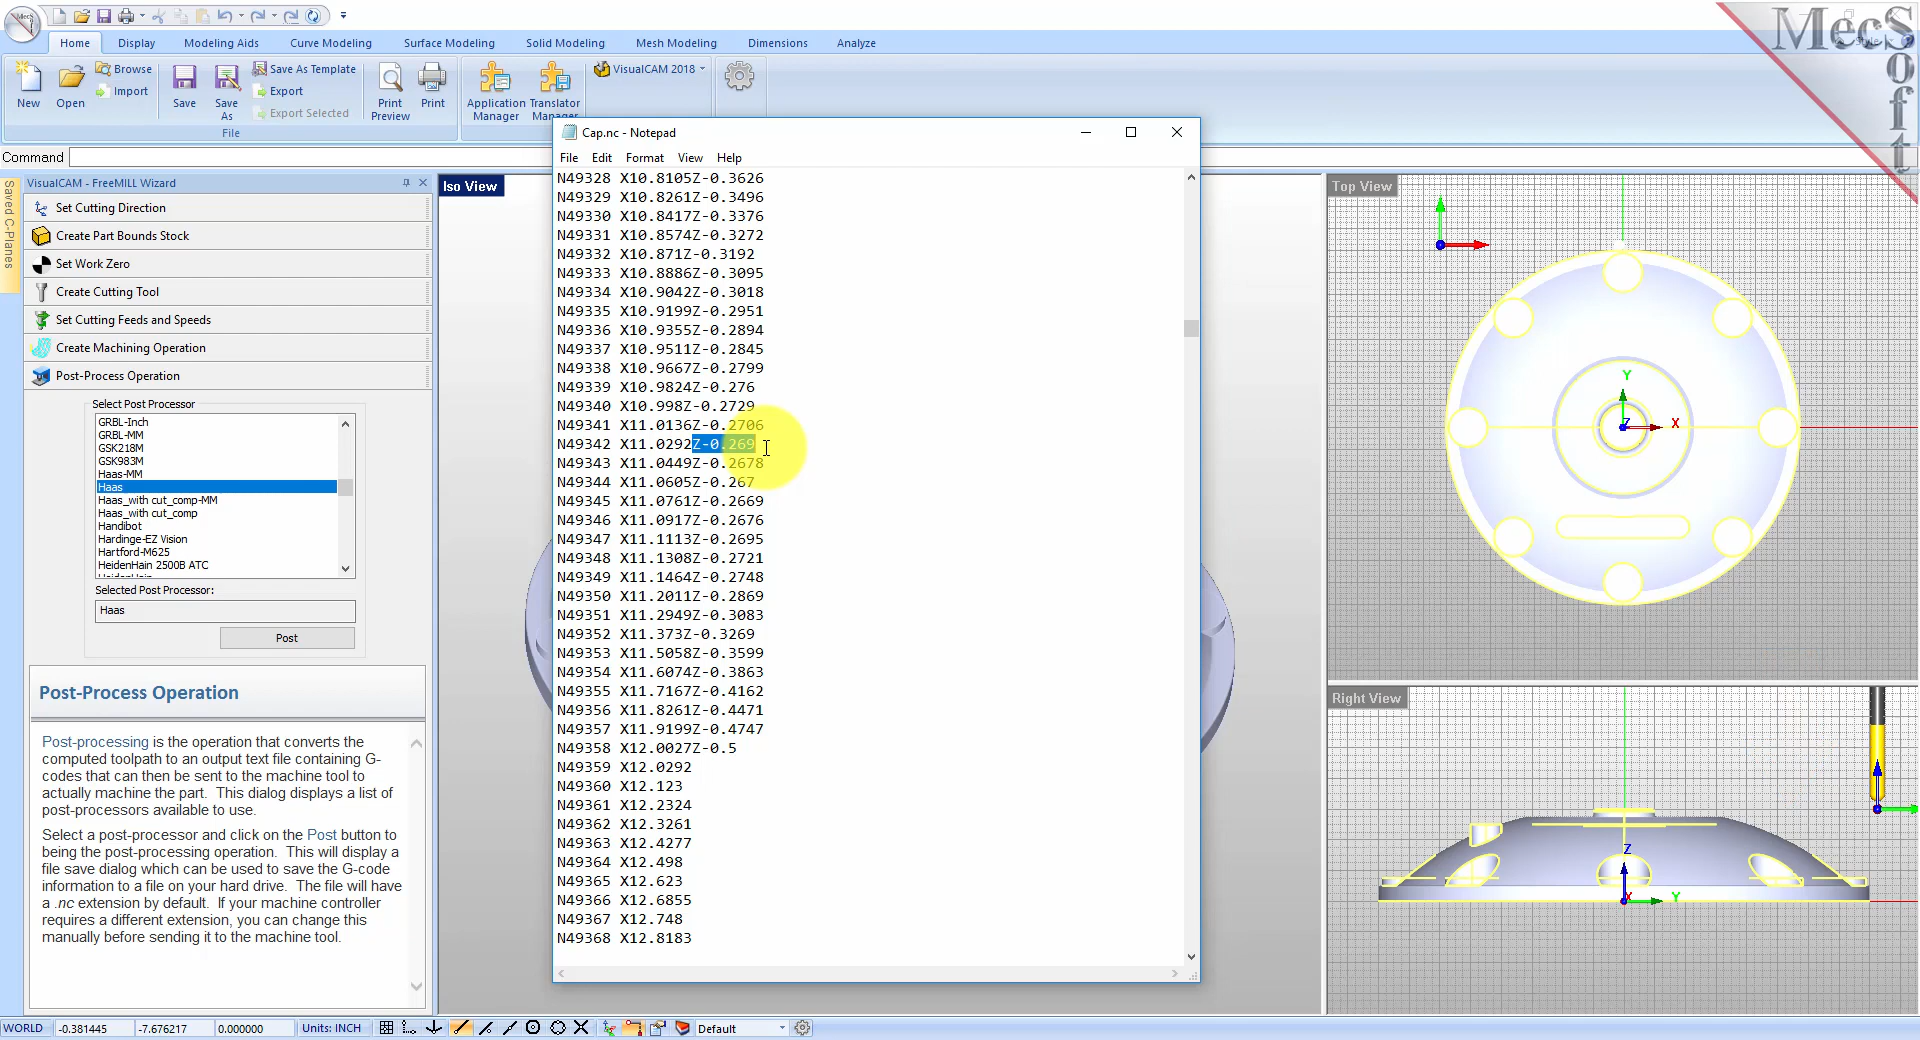 MecSoft
Home Display Modeling Aids Curve Modeling Surface Modeling Solid Modeling Mesh Modeling Dimensions Analyze
New
Open
Browse
Import
Save
Save As
Save As Template
Export
Export Selected
Print Preview
Print
Application Manager
Translator
VisualCAM 2018
File
Command
Saved C-Planes
VisualCAM - FreeMILL Wizard
Set Cutting Direction
Create Part Bounds Stock
Set Work Zero
Create Cutting Tool
Set Cutting Feeds and Speeds
Create Machining Operation
Post-Process Operation
Select Post Processor
GRBL-Inch
GRBL-MM
GSK218M
GSK983M
Haas-MM
Haas
Haas_with cut_comp-MM
Haas_with cut_comp
Handibot
Hardinge-EZ Vision
Hartford-M625
HeidenHain 2500B ATC
Selected Post Processor:
Haas
Post
Post-Process Operation
Post-processing is the operation that converts the
computed toolpath to an output text file containing G-
codes that can then be sent to the machine tool to
actually machine the part. This dialog displays a list of
post-processors available to use.
Select a post-processor and click on the Post button to
being the post-processing operation. This will display a
file save dialog which can be used to save the G-code
information to a file on your hard drive. The file will have
a .nc extension by default. If your machine controller
requires a different extension, you can change this
manually before sending it to the machine tool.
Iso View
Cap.nc - Notepad
File Edit Format View Help
N49328 X10.8105Z-0.3626
N49329 X10.8261Z-0.3496
N49330 X10.8417Z-0.3376
N49331 X10.8574Z-0.3272
N49332 X10.871Z-0.3192
N49333 X10.8886Z-0.3095
N49334 X10.9042Z-0.3018
N49335 X10.9199Z-0.2951
N49336 X10.9355Z-0.2894
N49337 X10.9511Z-0.2845
N49338 X10.9667Z-0.2799
N49339 X10.9824Z-0.276
N49340 X10.998Z-0.2729
N49341 X11.0136Z-0.2706
N49342 X11.0292Z-0.269
N49343 X11.0449Z-0.2678
N49344 X11.0605Z-0.267
N49345 X11.0761Z-0.2669
N49346 X11.0917Z-0.2676
N49347 X11.1113Z-0.2695
N49348 X11.1308Z-0.2721
N49349 X11.1464Z-0.2748
N49350 X11.2011Z-0.2869
N49351 X11.2949Z-0.3083
N49352 X11.373Z-0.3269
N49353 X11.5058Z-0.3599
N49354 X11.6074Z-0.3863
N49355 X11.7167Z-0.4162
N49356 X11.8261Z-0.4471
N49357 X11.9199Z-0.4747
N49358 X12.0027Z-0.5
N49359 X12.0292
N49360 X12.123
N49361 X12.2324
N49362 X12.3261
N49363 X12.4277
N49364 X12.498
N49365 X12.623
N49366 X12.6855
N49367 X12.748
N49368 X12.8183
Top View
Y
X
Z
Right View
Z
X
Y
WORLD -0.381445 -7.676217 0.000000 Units: INCH Default